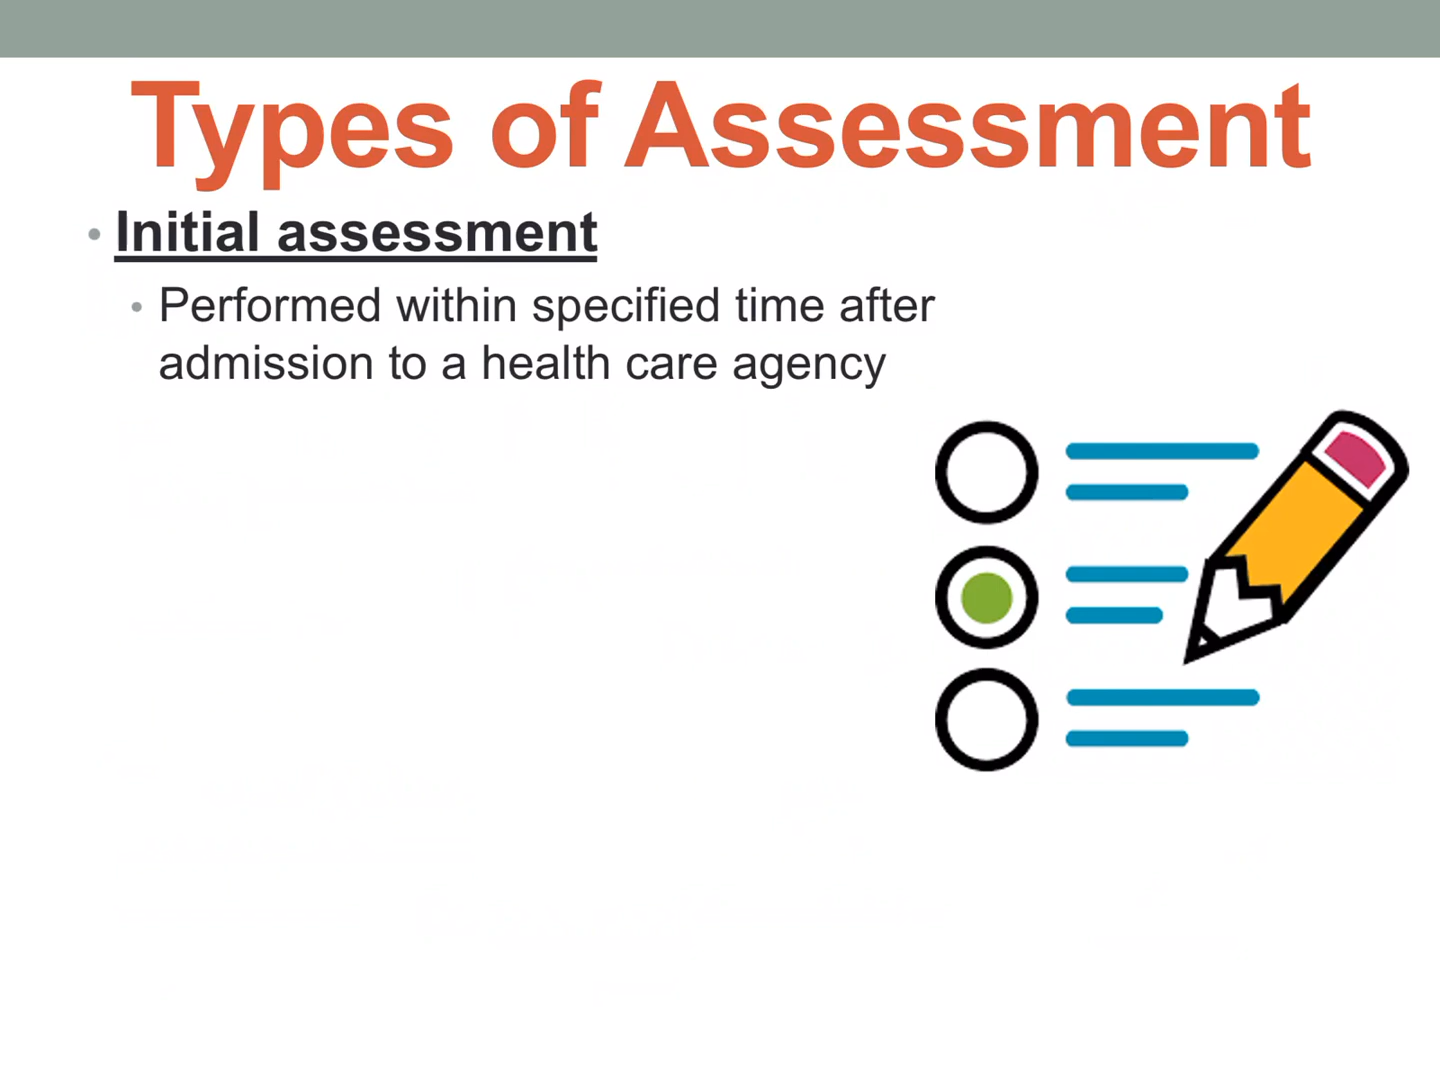 Types of Assessment
Initial assessment
Performed within specified time after
admission to a health care agency